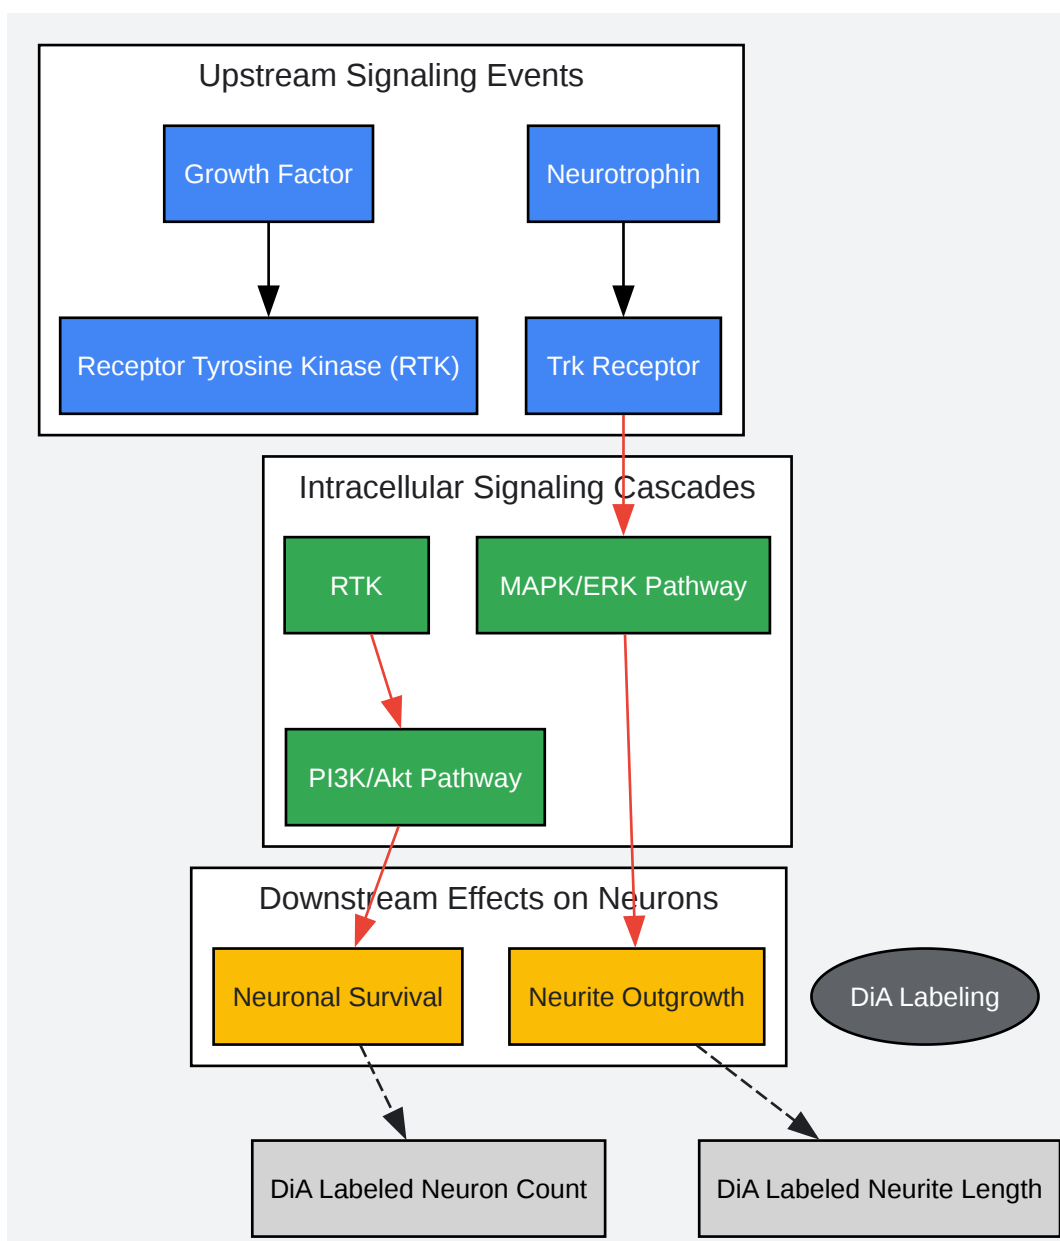 Upstream Signaling Events
Growth Factor
Neurotrophin
Receptor Tyrosine Kinase (RTK)
Trk Receptor
Intracellular Signaling Cascades
RTK
MAPK/ERK Pathway
PI3K/Akt Pathway
Downstream Effects on Neurons
Neuronal Survival
Neurite Outgrowth
DiA Labeling
DiA Labeled Neuron Count
DiA Labeled Neurite Length